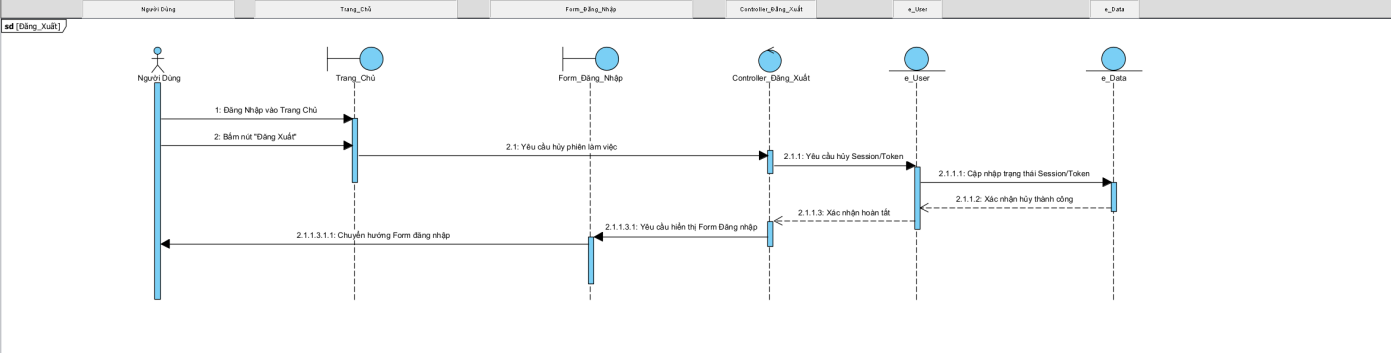 Người Dùng
Trang_Chủ
Form_Đăng_Nhập
Controller_Đăng_Xuất
e_User
e_Data
sd [Đăng_Xuất]
Người Dùng
Trang_Chủ
Form_Đăng_Nhập
Controller_Đăng_Xuất
e_User
e_Data
1: Đăng Nhập vào Trang Chủ
2: Bấm nút "Đăng Xuất"
2.1: Yêu cầu hủy phiên làm việc
2.1.1: Yêu cầu hủy Session/Token
2.1.1.1: Cập nhập trạng thái Session/Token
2.1.1.2: Xác nhận hủy thành công
2.1.1.3: Xác nhận hoàn tất
2.1.1.3.1: Yêu cầu hiển thị Form Đăng nhập
2.1.1.3.1.1: Chuyển hướng Form đăng nhập